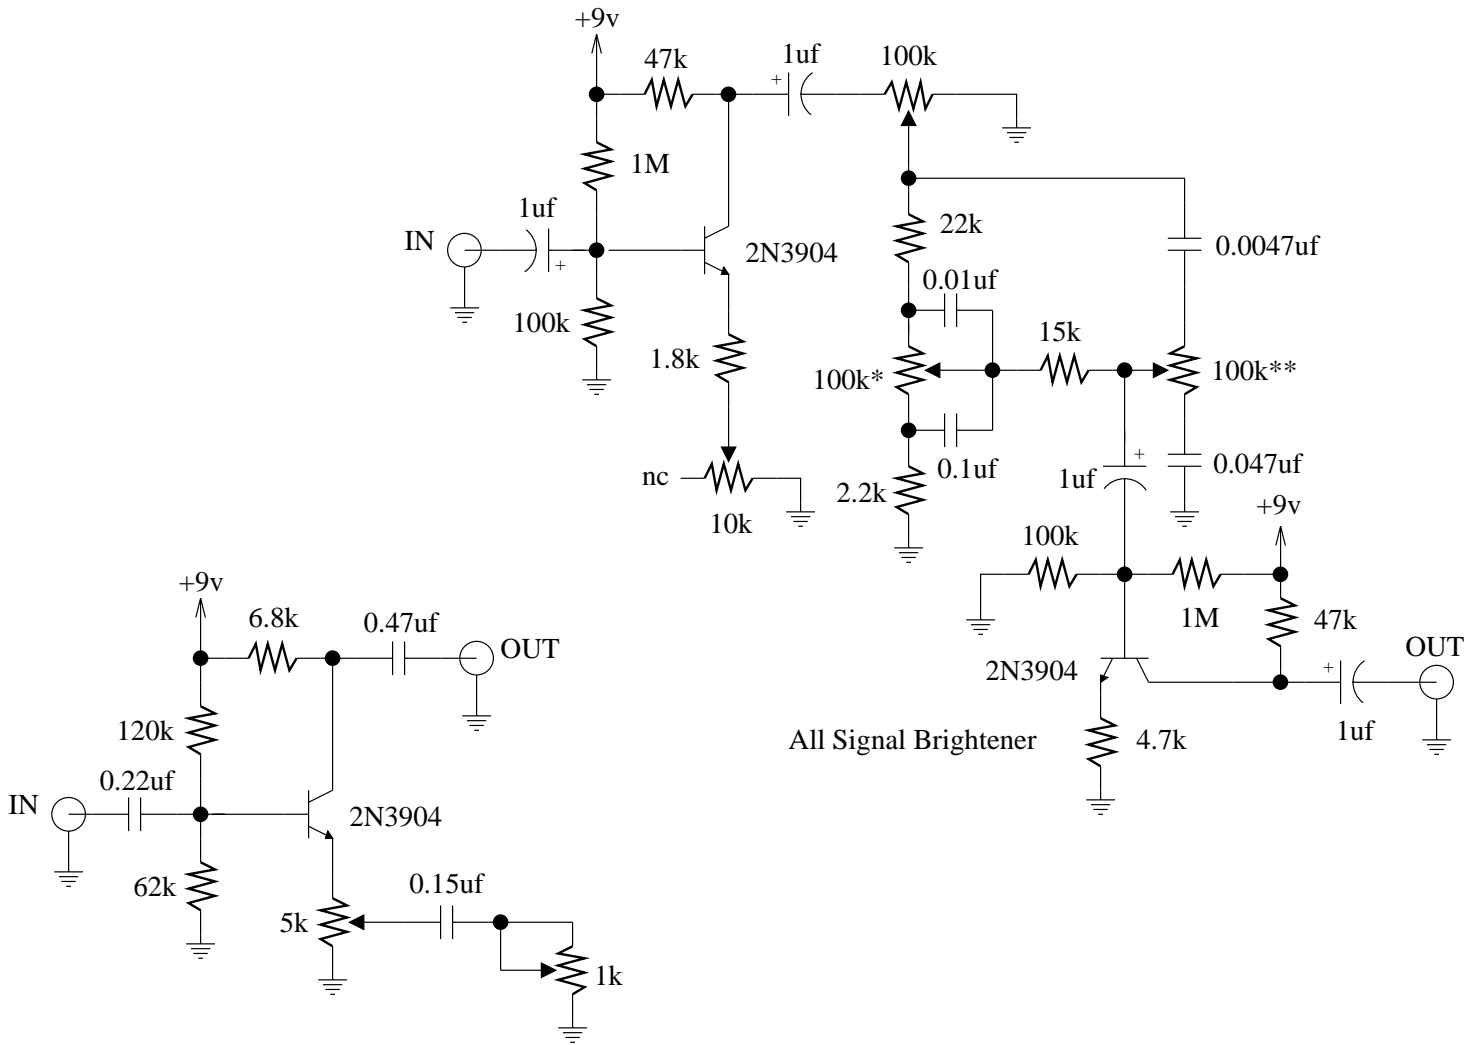 +9v
47k
1uf
100k
1M
1uf
IN
2N3904
22k
0.0047uf
0.01uf
100k
1.8k
15k
100k*
100k**
nc
10k
0.1uf
2.2k
1uf
+
0.047uf
+9v
100k
1M
47k
OUT
2N3904
1uf
4.7k
All Signal Brightener
+9v
6.8k
0.47uf
OUT
120k
0.22uf
IN
2N3904
62k
0.15uf
5k
1k
+
+
+